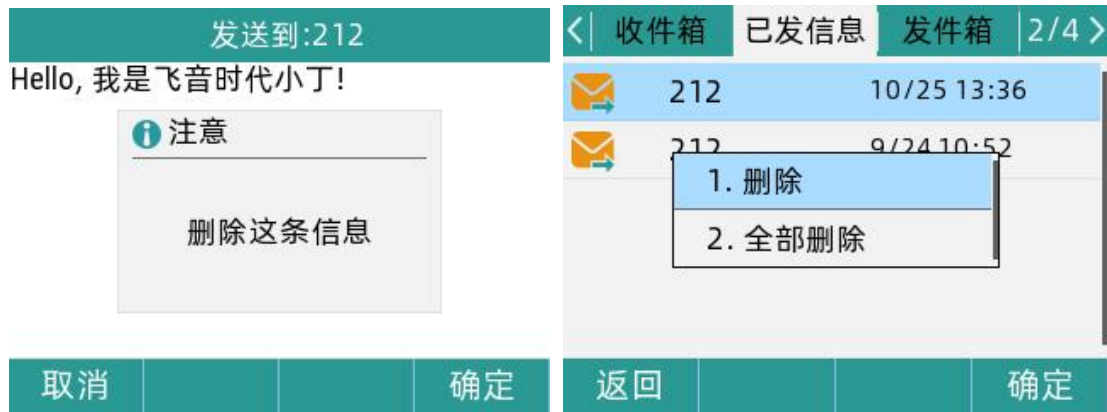 发送到:212
Hello, 我是飞音时代小丁!
注意
删除这条信息
取消 确定
收件箱 已发信息 发件箱 2/4
212 10/25 13:36
212 9/24 10:52
1. 删除
2. 全部删除
返回 确定